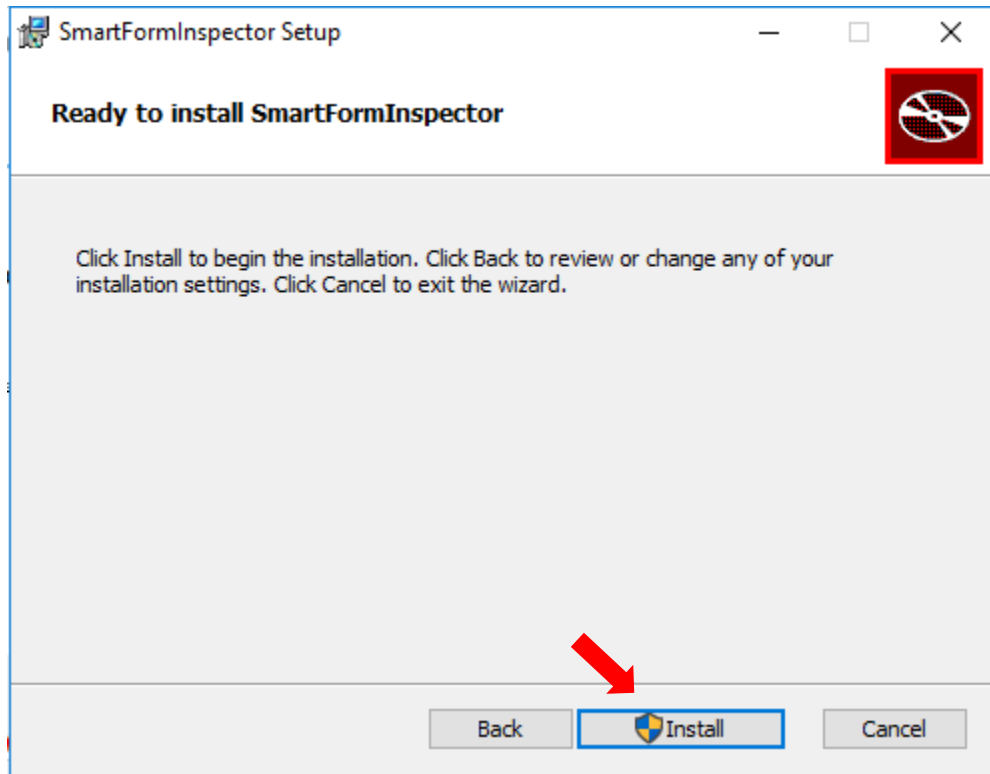 SmartFormInspector Setup
Ready to install SmartFormInspector
Click Install to begin the installation. Click Back to review or change any of your
installation settings. Click Cancel to exit the wizard.
Back
Install
Cancel